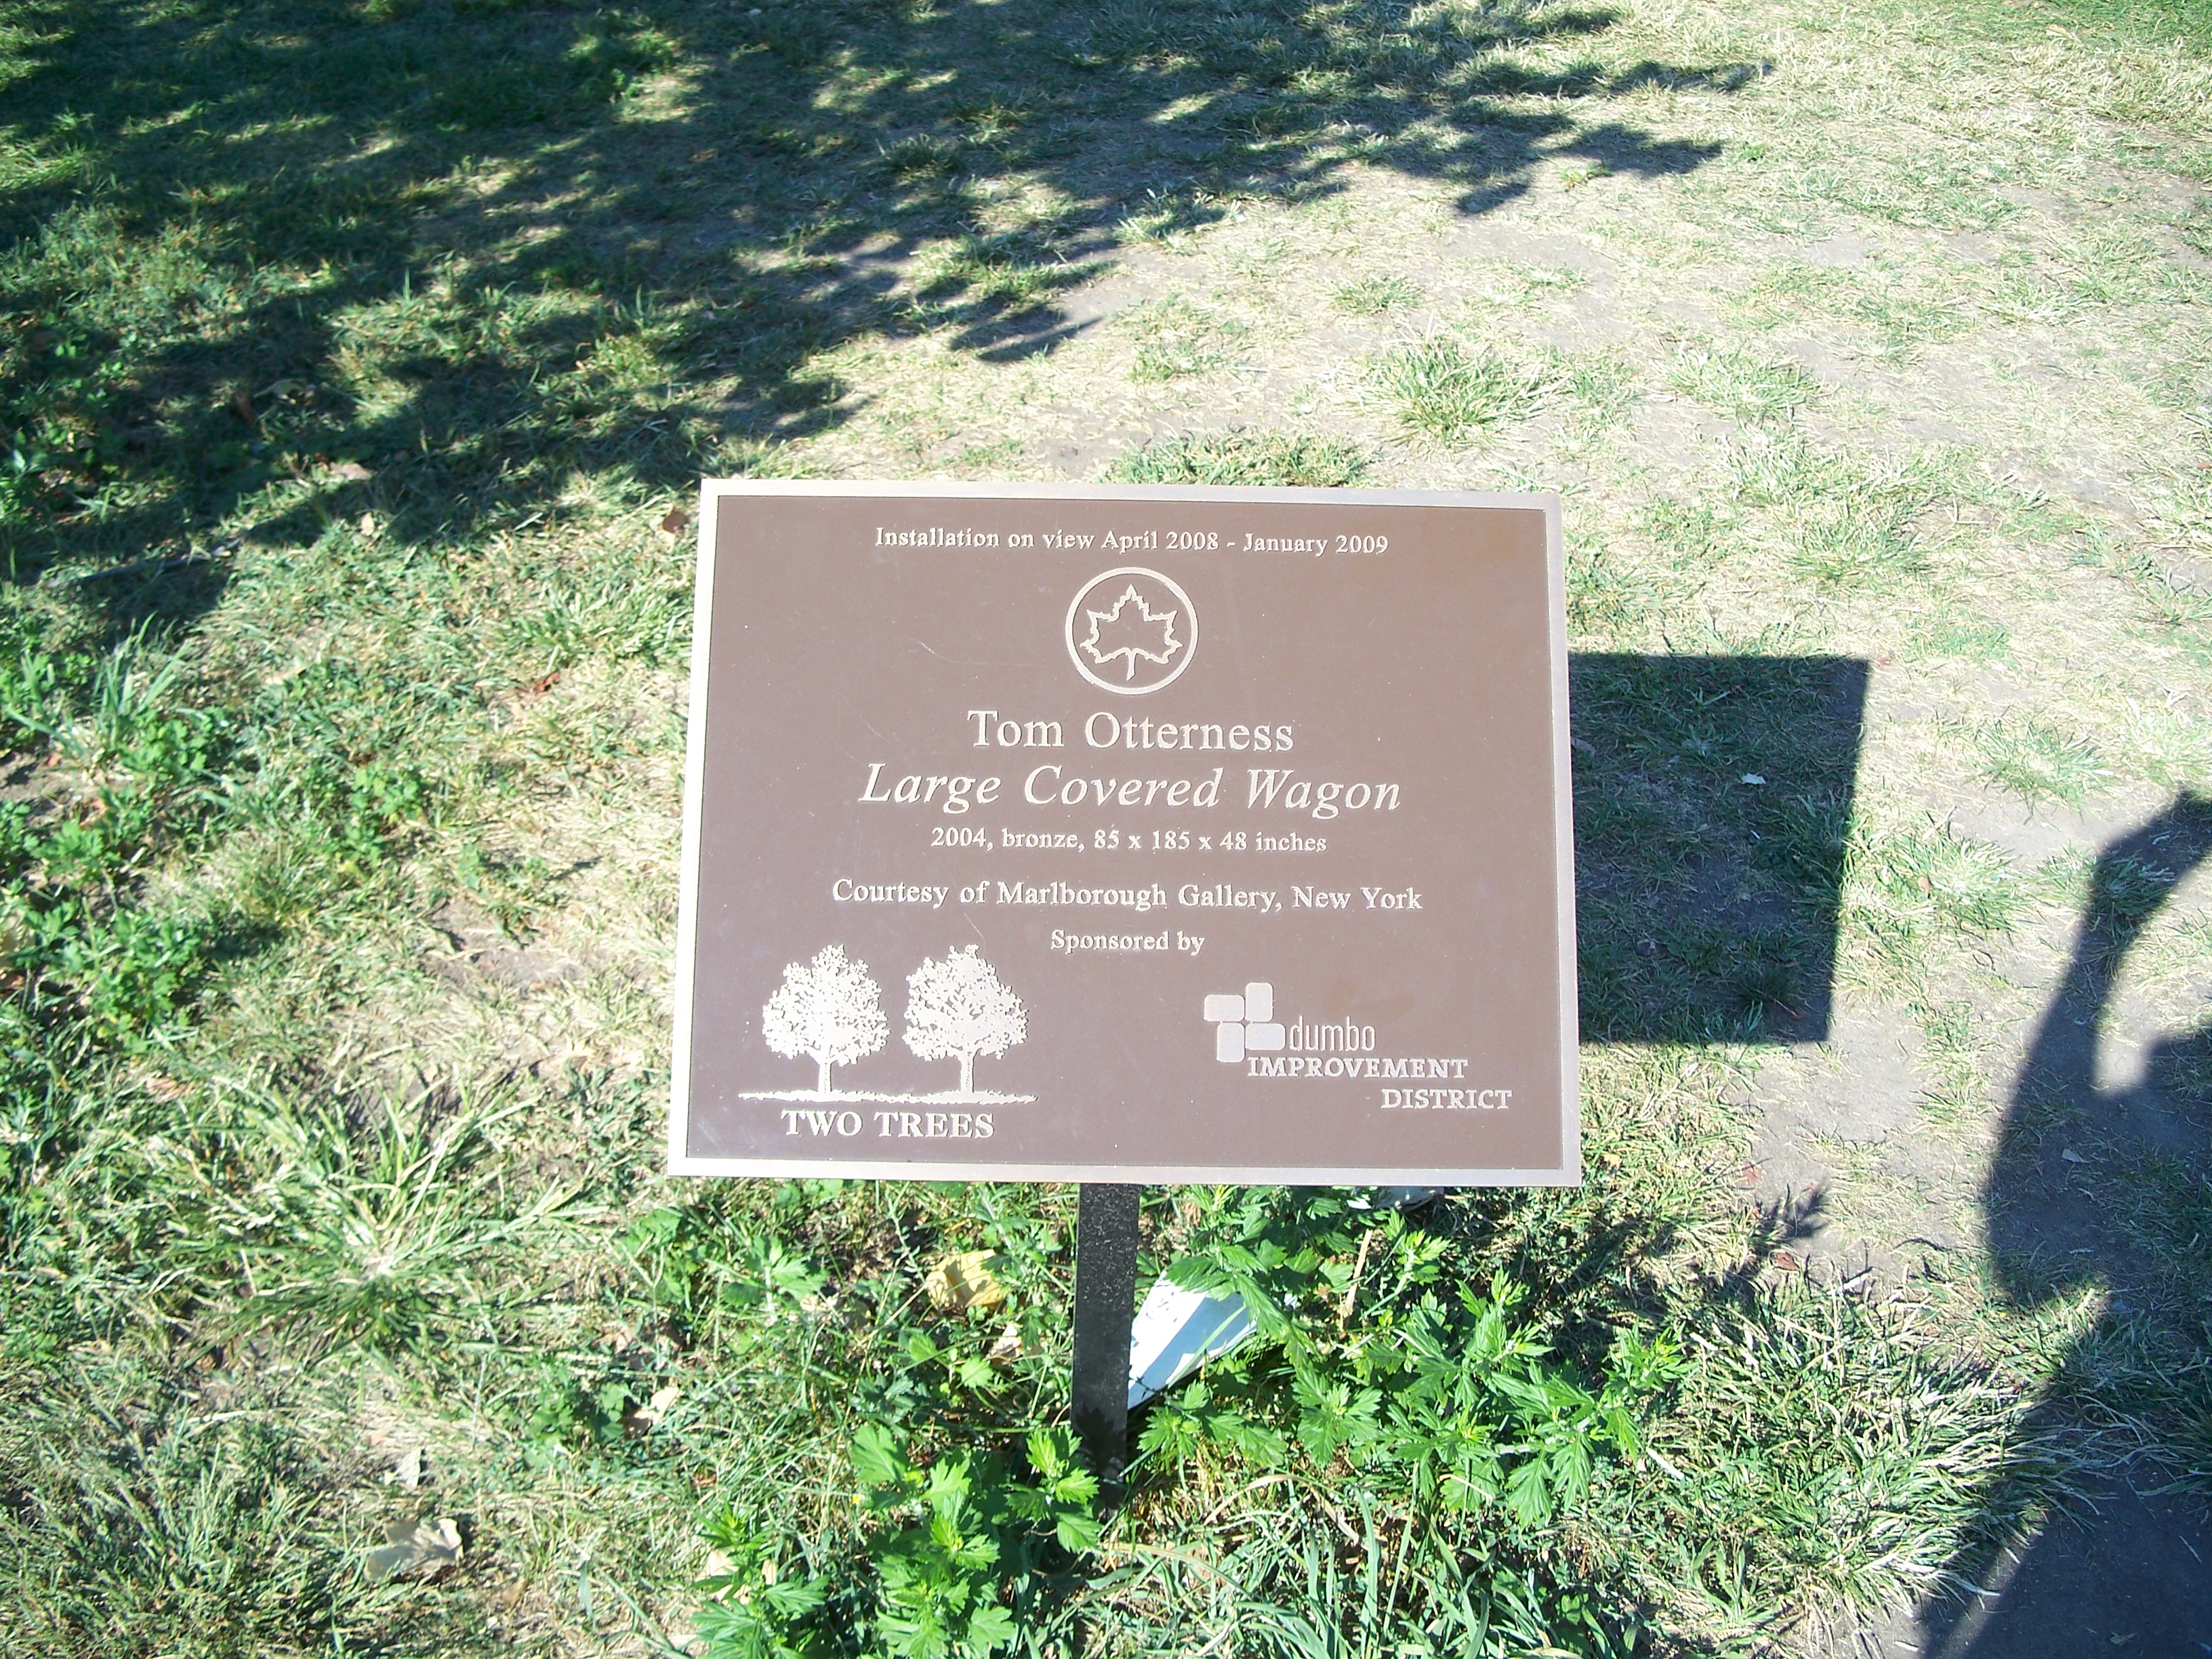 Installation on view April 2008 - January 2009
Tom Otterness
Large Covered Wagon
2004, bronze, 85 x 185 x 48 inches
Courtesy of Marlborough Gallery, New York
Sponsored by
TWO TREES
dumbo
IMPROVEMENT
DISTRICT